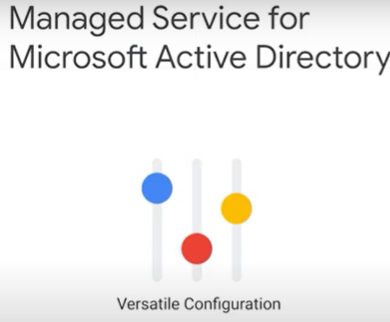 Managed Service for
Microsoft Active Directory
Versatile Configuration